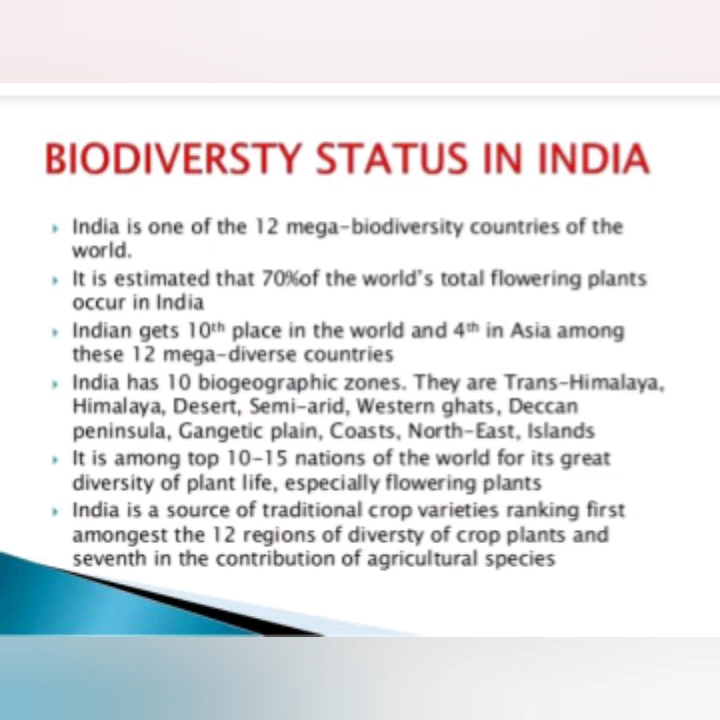 BIODIVERSTY STATUS IN INDIA
India is one of the 12 mega-biodiversity countries of the
world.
It is estimated that 70%of the world's total flowering plants
occur in India
Indian gets 10th place in the world and 4th in Asia among
these 12 mega-diverse countries
India has 10 biogeographic zones. They are Trans-Himalaya,
Himalaya, Desert, Semi-arid, Western ghats, Deccan
peninsula, Gangetic plain, Coasts, North-East, Islands
It is among top 10-15 nations of the world for its great
diversity of plant life, especially flowering plants
India is a source of traditional crop varieties ranking first
amongest the 12 regions of diversty of crop plants and
seventh in the contribution of agricultural species